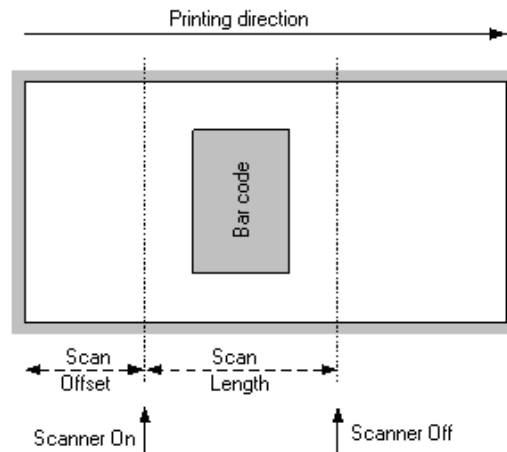 Printing direction
Bar code
Scan Scan
Offset Length
Scanner On Scanner Off